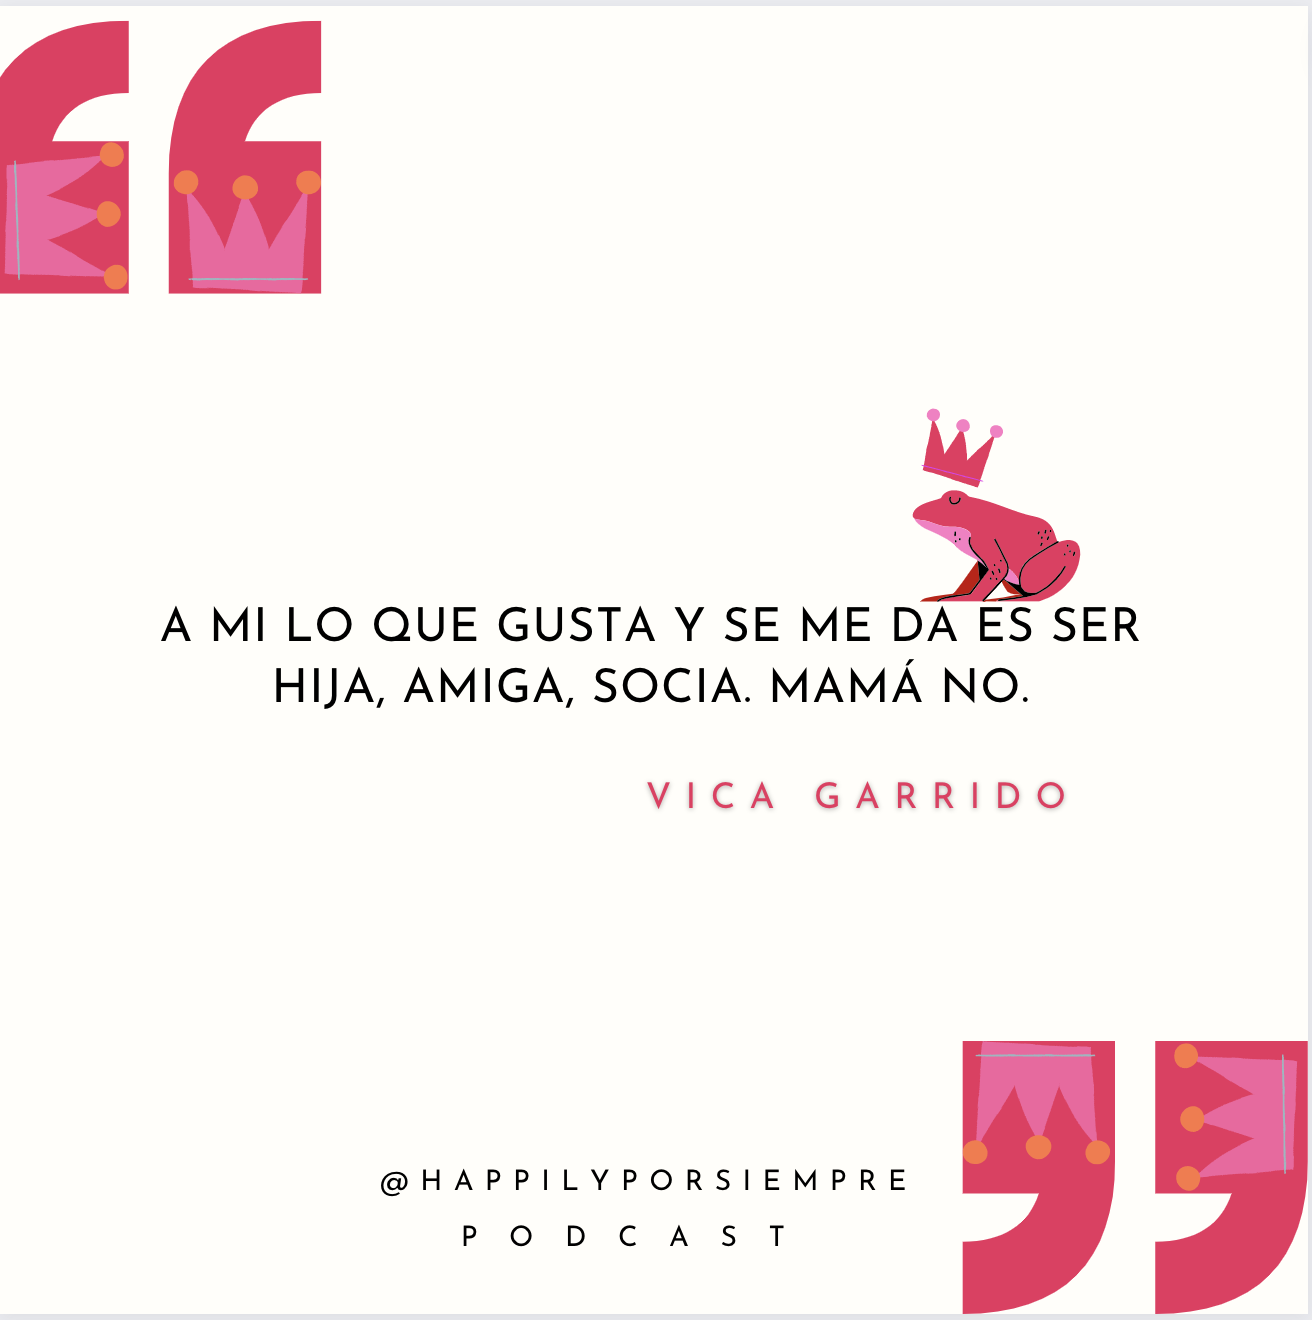 A MI LO QUE GUSTA Y SE ME DA ES SER
HIJA, AMIGA, SOCIA. MAMÁ NO.
VICA GARRIDO
@HAPPILYPORSIEMPRE
PODCAST